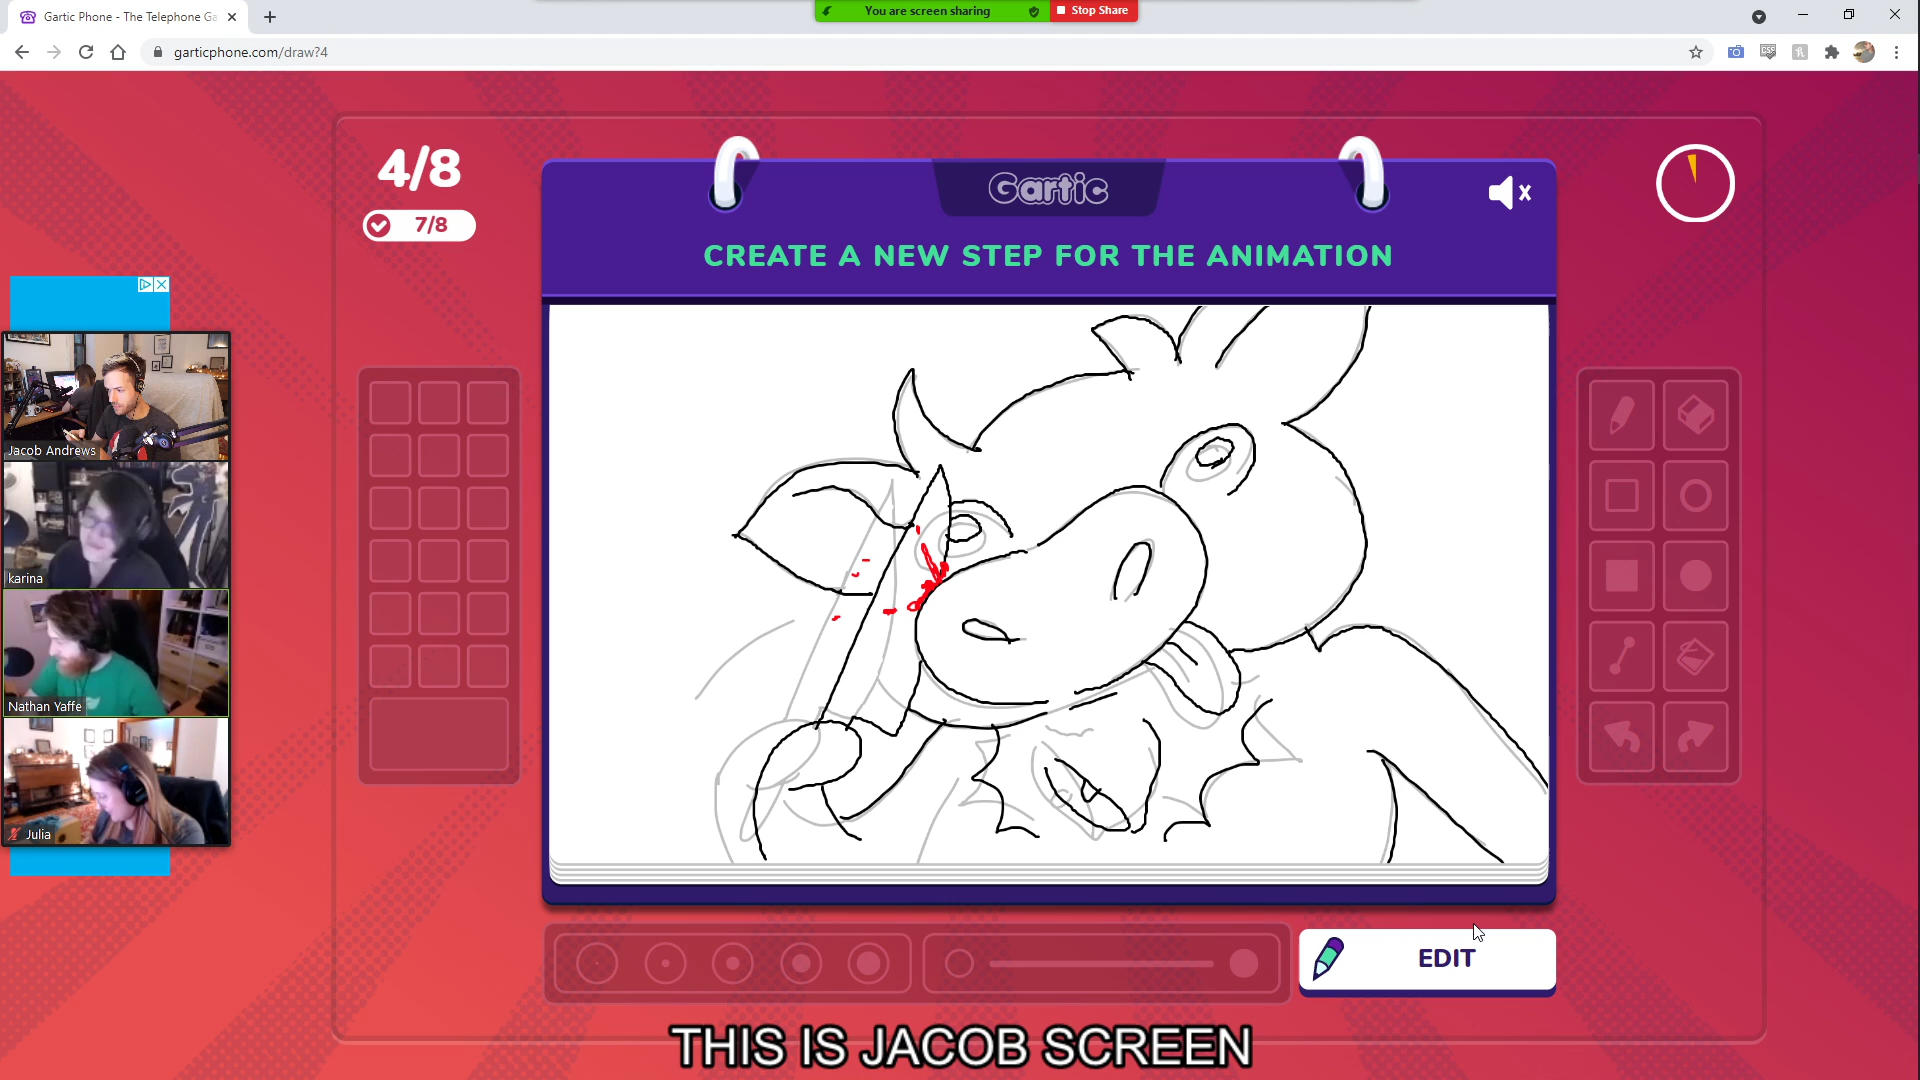 Gartic Phone - The Telephone Ga
You are screen sharing
Stop Share
garticphone.com/draw?4
4/8
7/8
Gartic
CREATE A NEW STEP FOR THE ANIMATION
Jacob Andrews
karina
Nathan Yaffe
Julia
EDIT
THIS IS JACOB SCREEN